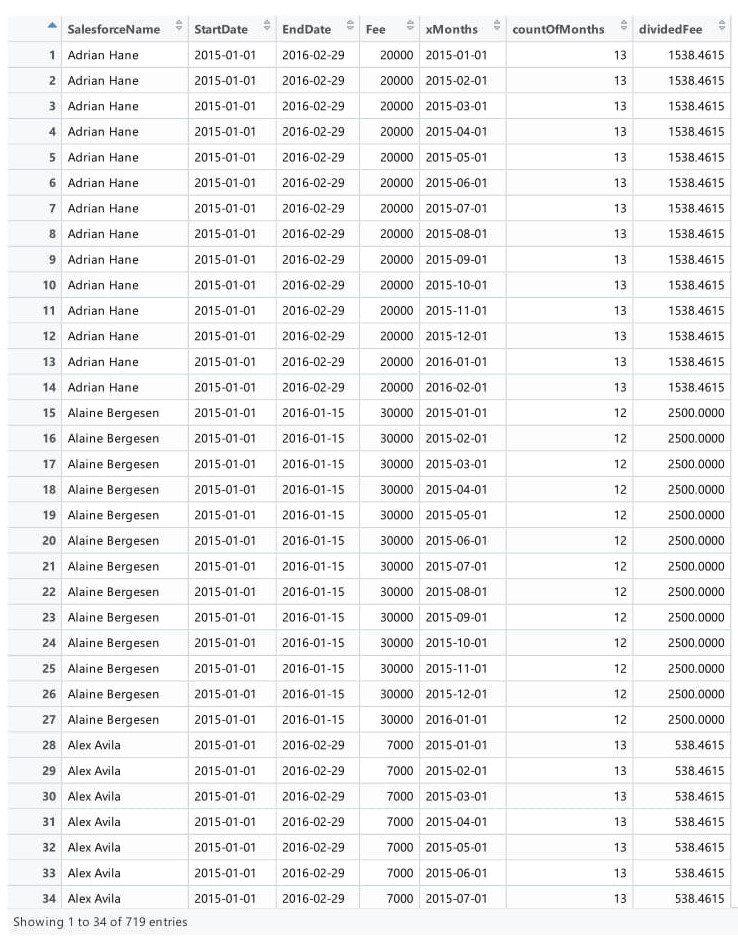 SalesforceName StartDate EndDate Fee xMonths countOfMonths dividedFee
1 Adrian Hane 2015-01-01 2016-02-29 20000 2015-01-01 13 1538.4615
2 Adrian Hane 2015-01-01 2016-02-29 20000 2015-02-01 13 1538.4615
3 Adrian Hane 2015-01-01 2016-02-29 20000 2015-03-01 13 1538.4615
4 Adrian Hane 2015-01-01 2016-02-29 20000 2015-04-01 13 1538.4615
5 Adrian Hane 2015-01-01 2016-02-29 20000 2015-05-01 13 1538.4615
6 Adrian Hane 2015-01-01 2016-02-29 20000 2015-06-01 13 1538.4615
7 Adrian Hane 2015-01-01 2016-02-29 20000 2015-07-01 13 1538.4615
8 Adrian Hane 2015-01-01 2016-02-29 20000 2015-08-01 13 1538.4615
9 Adrian Hane 2015-01-01 2016-02-29 20000 2015-09-01 13 1538.4615
10 Adrian Hane 2015-01-01 2016-02-29 20000 2015-10-01 13 1538.4615
11 Adrian Hane 2015-01-01 2016-02-29 20000 2015-11-01 13 1538.4615
12 Adrian Hane 2015-01-01 2016-02-29 20000 2015-12-01 13 1538.4615
13 Adrian Hane 2015-01-01 2016-02-29 20000 2016-01-01 13 1538.4615
14 Adrian Hane 2015-01-01 2016-02-29 20000 2016-02-01 13 1538.4615
15 Alaine Bergesen 2015-01-01 2016-01-15 30000 2015-01-01 12 2500.0000
16 Alaine Bergesen 2015-01-01 2016-01-15 30000 2015-02-01 12 2500.0000
17 Alaine Bergesen 2015-01-01 2016-01-15 30000 2015-03-01 12 2500.0000
18 Alaine Bergesen 2015-01-01 2016-01-15 30000 2015-04-01 12 2500.0000
19 Alaine Bergesen 2015-01-01 2016-01-15 30000 2015-05-01 12 2500.0000
20 Alaine Bergesen 2015-01-01 2016-01-15 30000 2015-06-01 12 2500.0000
21 Alaine Bergesen 2015-01-01 2016-01-15 30000 2015-07-01 12 2500.0000
22 Alaine Bergesen 2015-01-01 2016-01-15 30000 2015-08-01 12 2500.0000
23 Alaine Bergesen 2015-01-01 2016-01-15 30000 2015-09-01 12 2500.0000
24 Alaine Bergesen 2015-01-01 2016-01-15 30000 2015-10-01 12 2500.0000
25 Alaine Bergesen 2015-01-01 2016-01-15 30000 2015-11-01 12 2500.0000
26 Alaine Bergesen 2015-01-01 2016-01-15 30000 2015-12-01 12 2500.0000
27 Alaine Bergesen 2015-01-01 2016-01-15 30000 2016-01-01 12 2500.0000
28 Alex Avila 2015-01-01 2016-02-29 7000 2015-01-01 13 538.4615
29 Alex Avila 2015-01-01 2016-02-29 7000 2015-02-01 13 538.4615
30 Alex Avila 2015-01-01 2016-02-29 7000 2015-03-01 13 538.4615
31 Alex Avila 2015-01-01 2016-02-29 7000 2015-04-01 13 538.4615
32 Alex Avila 2015-01-01 2016-02-29 7000 2015-05-01 13 538.4615
33 Alex Avila 2015-01-01 2016-02-29 7000 2015-06-01 13 538.4615
34 Alex Avila 2015-01-01 2016-02-29 7000 2015-07-01 13 538.4615
Showing 1 to 34 of 719 entries